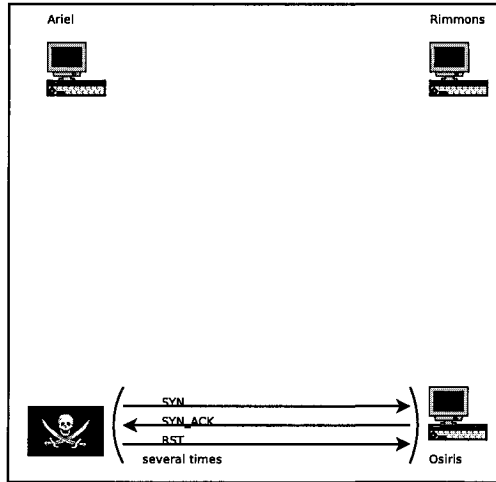 Ariel
Rimmons
SYN
SYN_ACK
RST
several times
Osiris